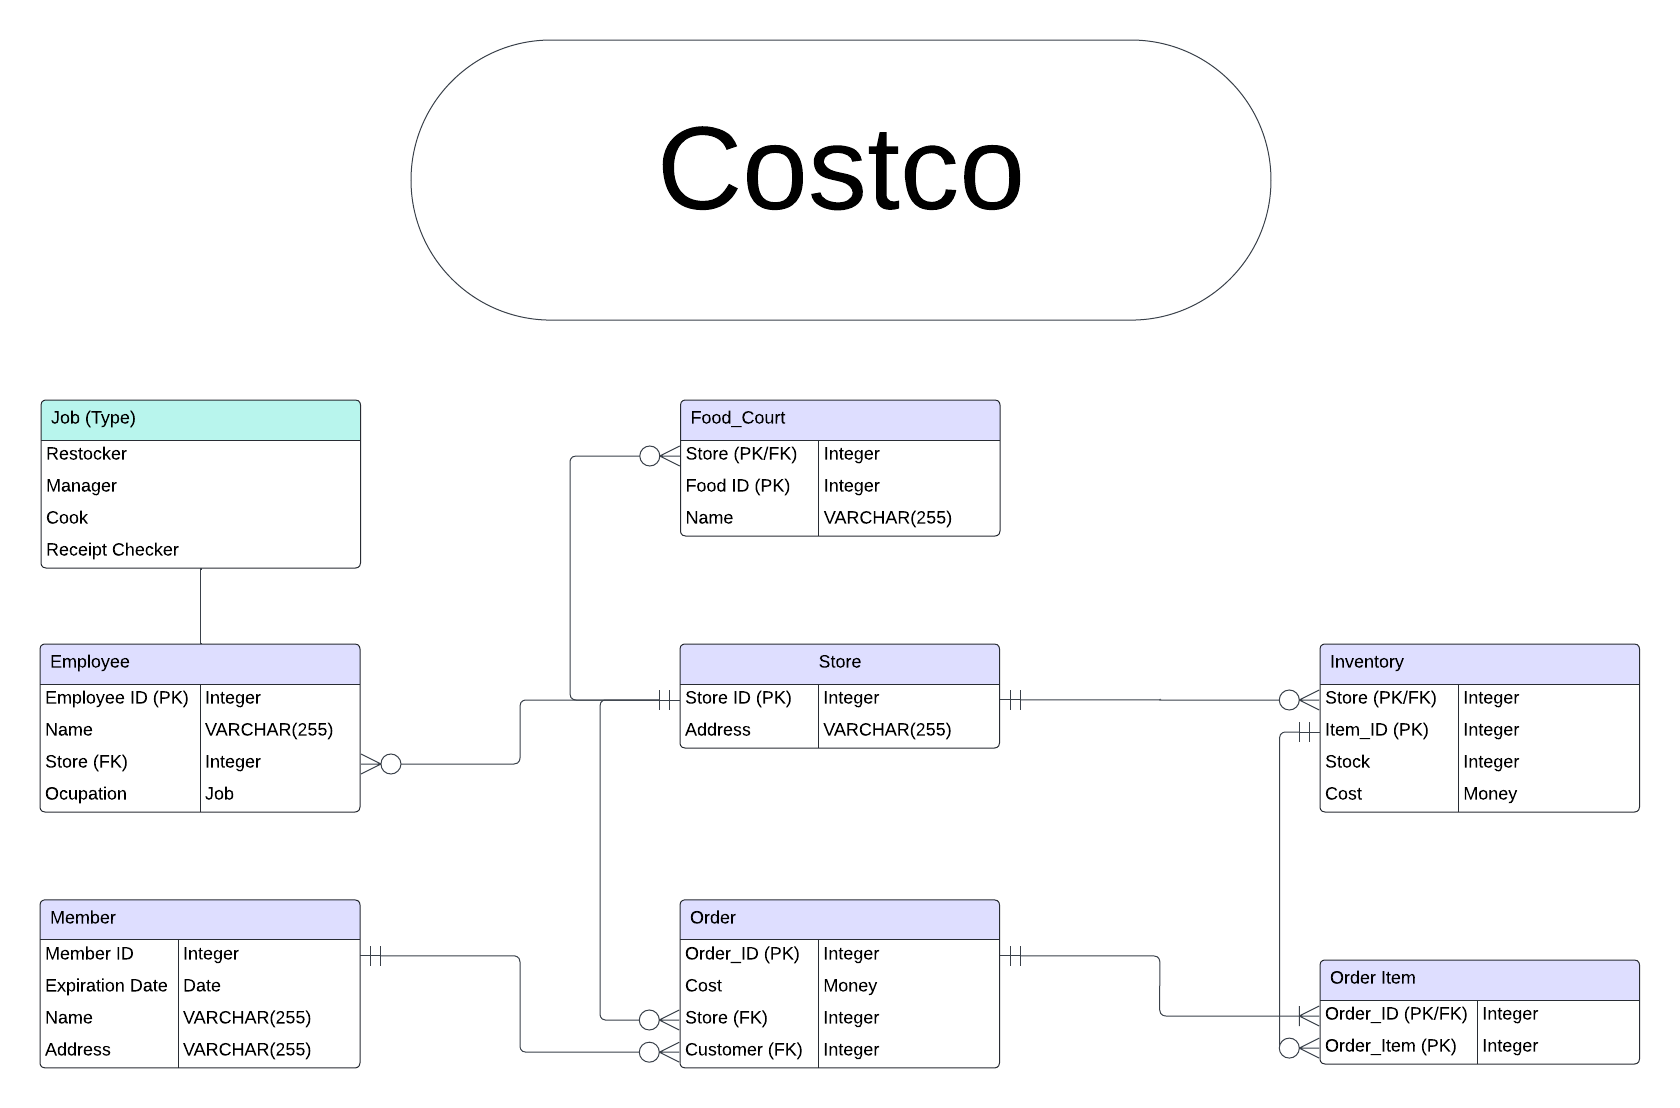 Costco
Job (Type)
Restocker
Manager
Cook
Receipt Checker
Food_Court
Store (PK/FK) Integer
Food ID (PK) Integer
Name VARCHAR(255)
Employee
Employee ID (PK) Integer
Name VARCHAR(255)
Store (FK) Integer
Ocupation Job
Store
Store ID (PK) Integer
Address VARCHAR(255)
Inventory
Store (PK/FK) Integer
Item_ID (PK) Integer
Stock Integer
Cost Money
Member
Member ID Integer
Expiration Date Date
Name VARCHAR(255)
Address VARCHAR(255)
Order
Order_ID (PK) Integer
Cost Money
Store (FK) Integer
Customer (FK) Integer
Order Item
Order_ID (PK/FK) Integer
Order_Item (PK) Integer